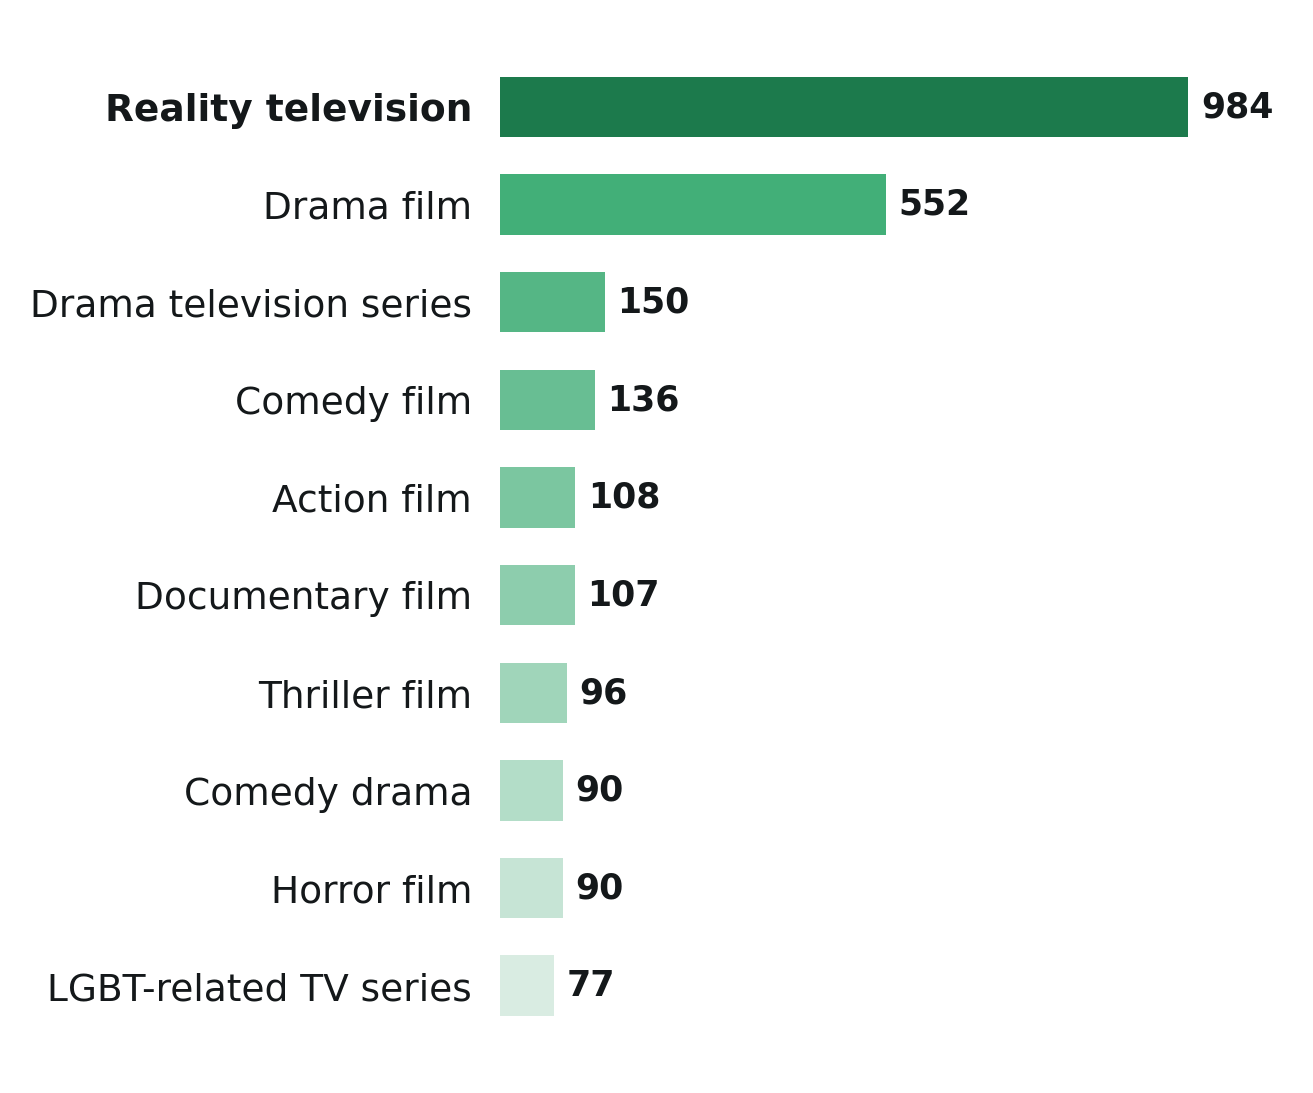 Reality television 984
Drama film 552
Drama television series 150
Comedy film 136
Action film 108
Documentary film 107
Thriller film 96
Comedy drama 90
Horror film 90
LGBT-related TV series 77